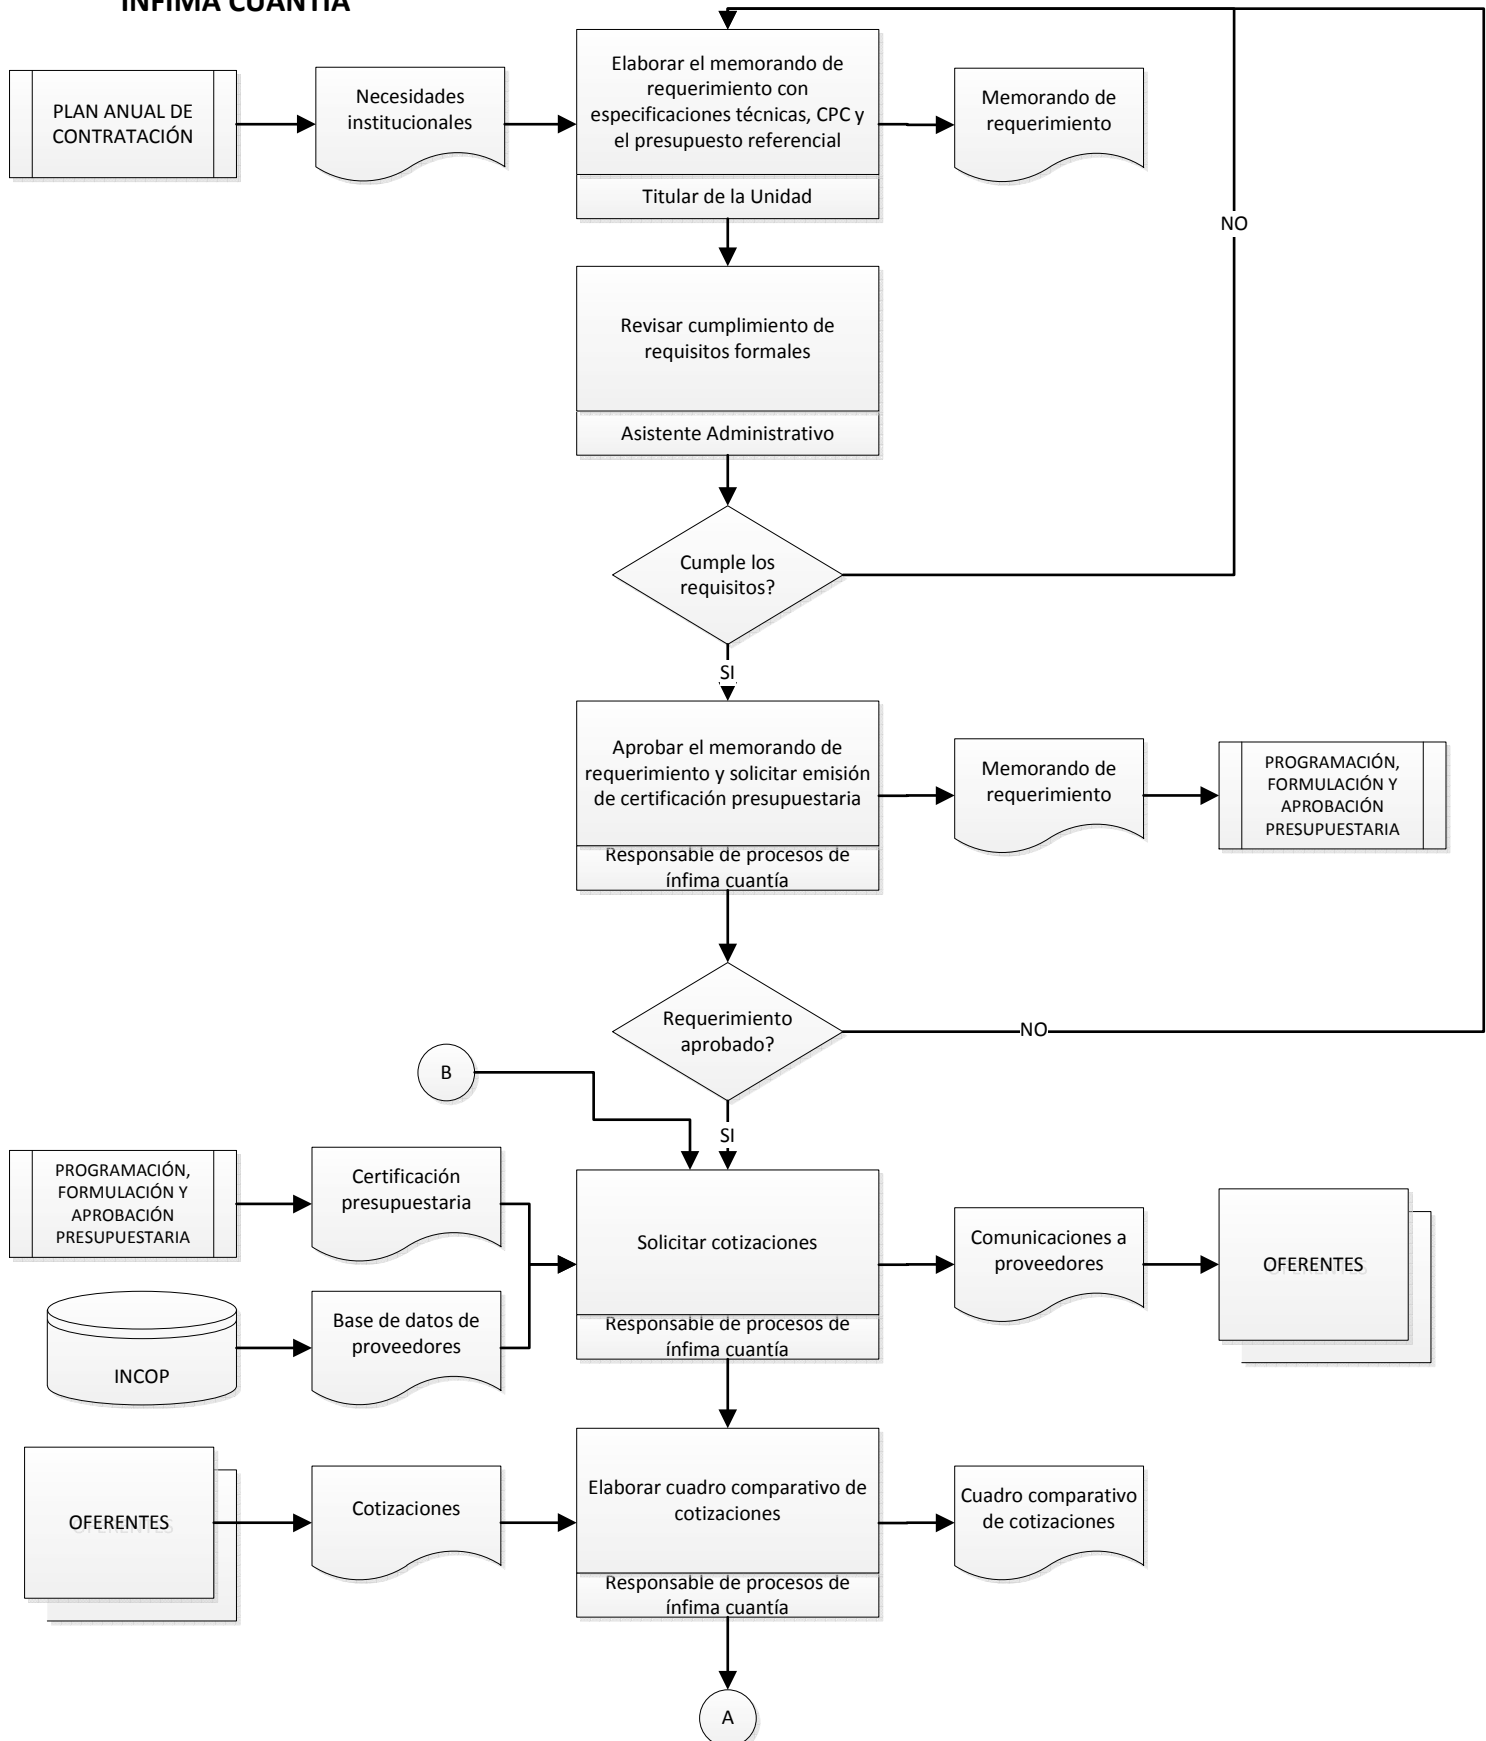 ÍNFIMA CUANTÍA
PLAN ANUAL DE
CONTRATACIÓN
Necesidades
institucionales
Elaborar el memorando de
requerimiento con
especificaciones técnicas, CPC y
el presupuesto referencial
Titular de la Unidad
Memorando de
requerimiento
NO
Revisar cumplimiento de
requisitos formales
Asistente Administrativo
Cumple los
requisitos?
SI
Aprobar el memorando de
requerimiento y solicitar emisión
de certificación presupuestaria
Responsable de procesos de
ínfima cuantía
Memorando de
requerimiento
PROGRAMACIÓN,
FORMULACIÓN Y
APROBACIÓN
PRESUPUESTARIA
Requerimiento
aprobado?
NO
B
SI
PROGRAMACIÓN,
FORMULACIÓN Y
APROBACIÓN
PRESUPUESTARIA
Certificación
presupuestaria
Solicitar cotizaciones
Responsable de procesos de
ínfima cuantía
Comunicaciones a
proveedores
OFERENTES
INCOP
Base de datos de
proveedores
OFERENTES
Cotizaciones
Elaborar cuadro comparativo de
cotizaciones
Responsable de procesos de
ínfima cuantía
Cuadro comparativo
de cotizaciones
A